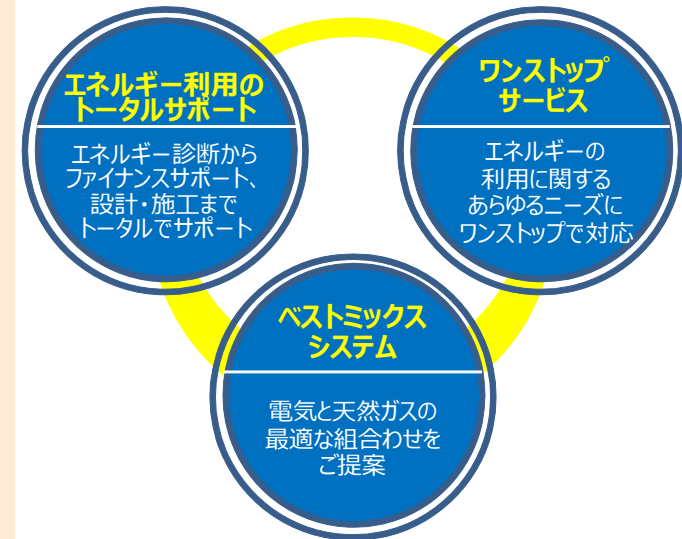 エネルギー利用の
トータルサポート
エネルギー診断から
ファイナンスサポート、
設計・施工まで
トータルでサポート
ワンストップ
サービス
エネルギーの
利用に関する
あらゆるニーズに
ワンストップで対応
ベストミックス
システム
電気と天然ガスの
最適な組合わせを
ご提案